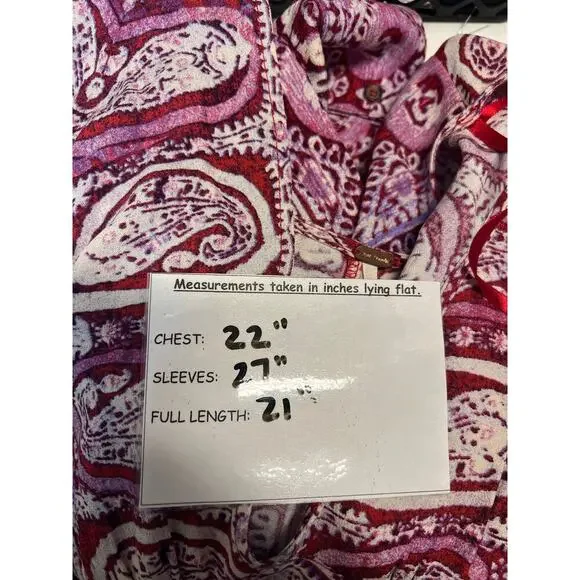 Measurements taken in inches lying flat.
CHEST: 22"
SLEEVES: 27"
FULL LENGTH: 21"